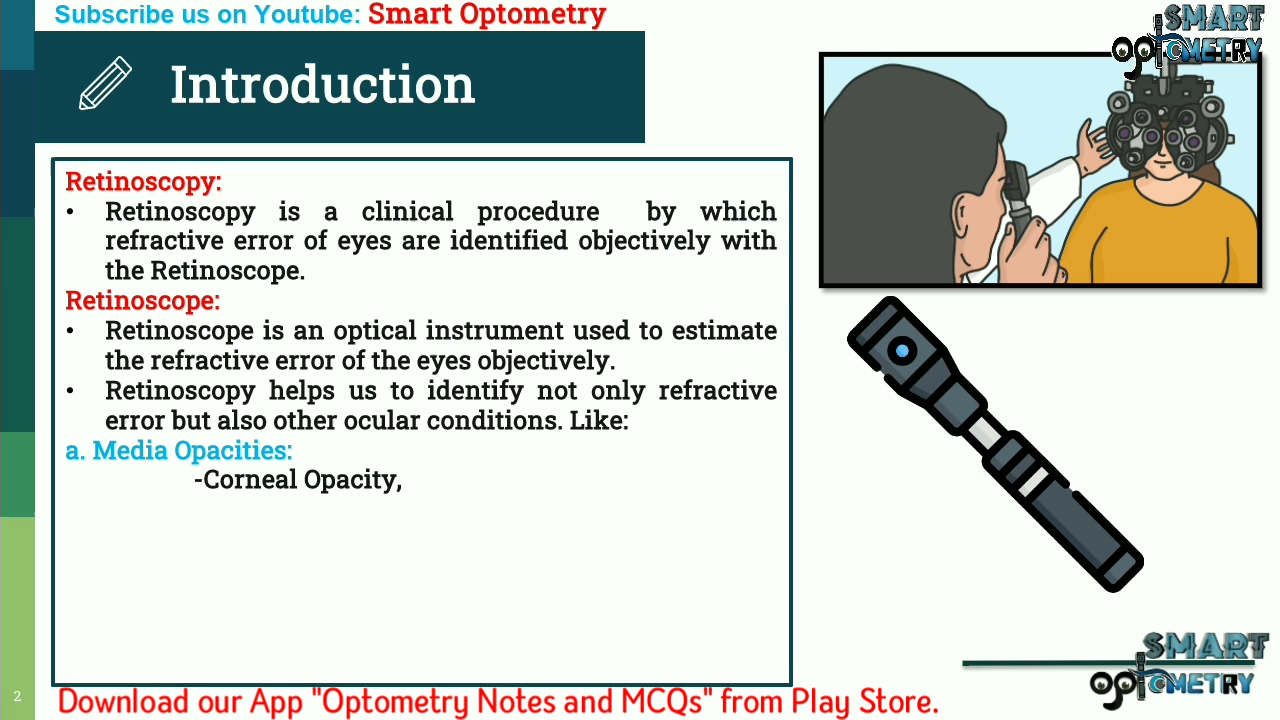 Subscribe us on Youtube: Smart Optometry
SMART
OptOMETRY
Introduction
Retinoscopy:
• Retinoscopy is a clinical procedure by which
refractive error of eyes are identified objectively with
the Retinoscope.
Retinoscope:
• Retinoscope is an optical instrument used to estimate
the refractive error of the eyes objectively.
• Retinoscopy helps us to identify not only refractive
error but also other ocular conditions. Like:
a. Media Opacities:
-Corneal Opacity,
SMART
OptOMETRY
2
Download our App "Optometry Notes and MCQs" from Play Store.